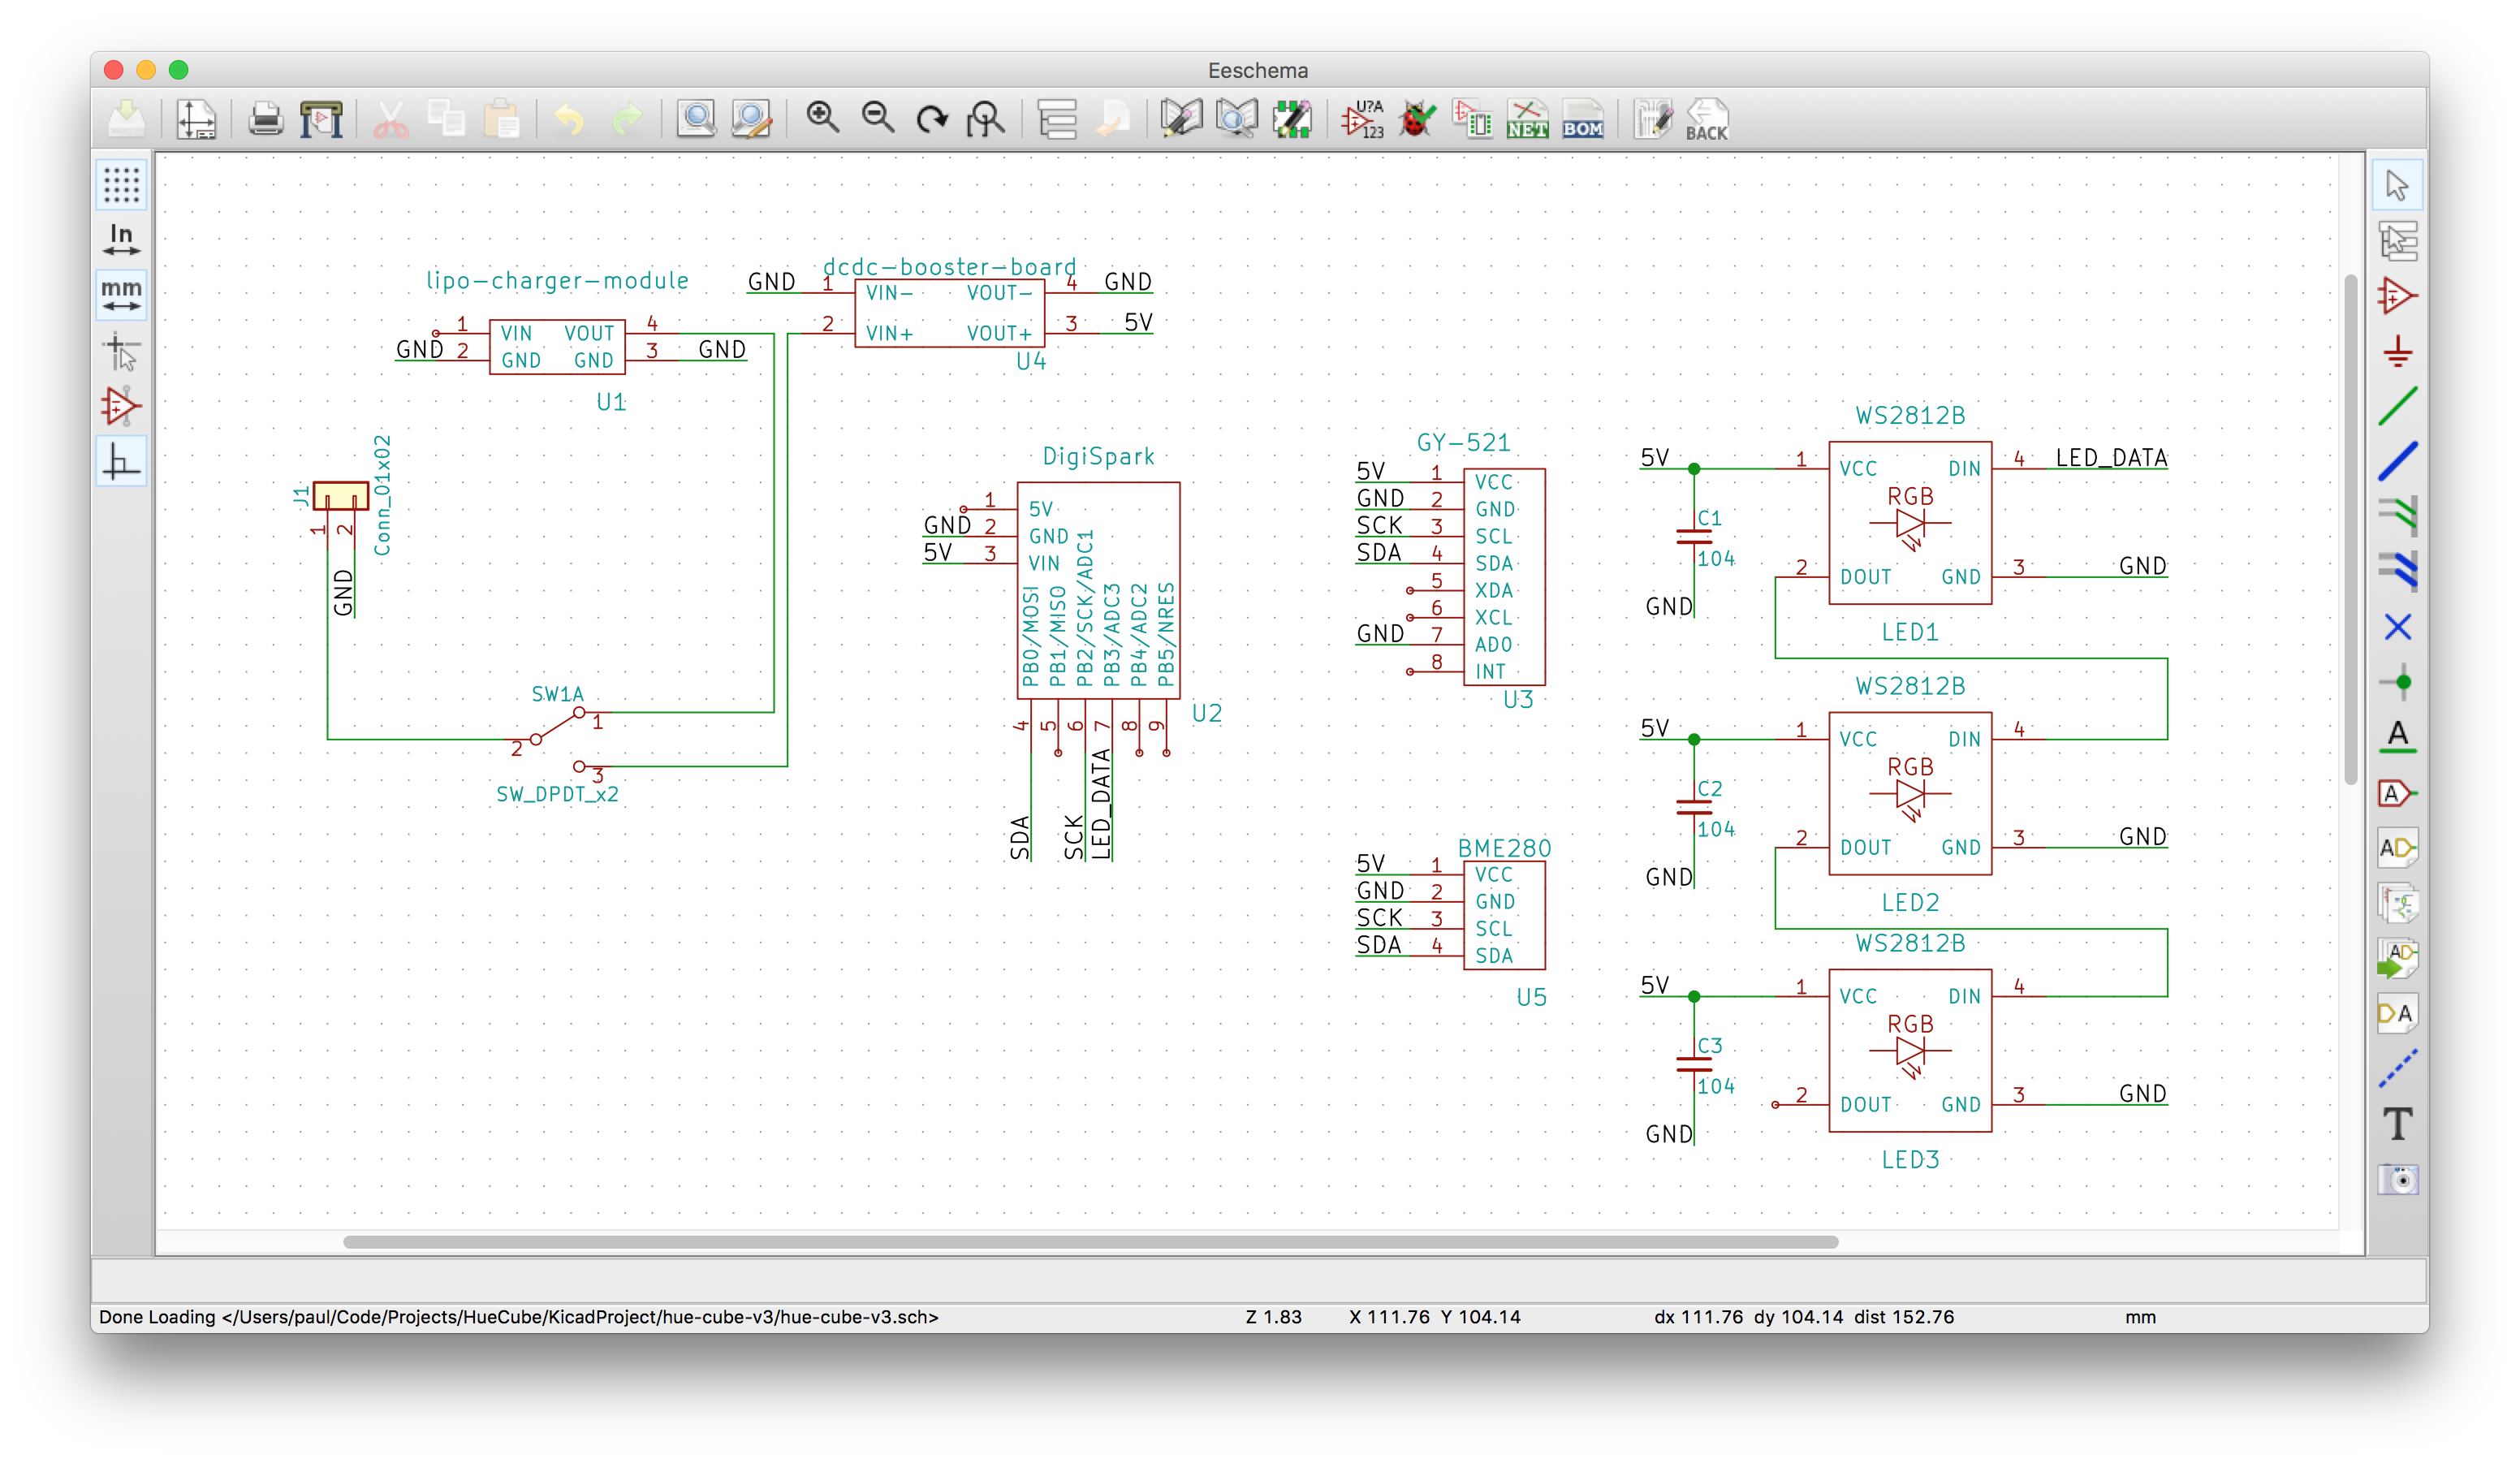 Eeschema
U?A
123
NET
BOM
BACK
In
mm
lipo-charger-module
1 VIN VOUT 4
GND 2 GND GND 3 GND
U1
dcdc-booster-board
GND 1 VIN- VOUT- 4 GND
2 VIN+ VOUT+ 3 5V
U4
J1
Conn_01x02
1
2
GND
SW1A
1
2
3
SW_DPDT_x2
DigiSpark
1 5V
GND 2 GND
5V 3 VIN
PB0/MOSI
PB1/MISO
PB2/SCK/ADC1
PB3/ADC3
PB4/ADC2
PB5/NRES
U2
4
5
6
7
8
9
SDA
SCK
LED_DATA
GY-521
5V 1 VCC
GND 2 GND
SCK 3 SCL
SDA 4 SDA
5 XDA
6 XCL
GND 7 AD0
8 INT
U3
BME280
5V 1 VCC
GND 2 GND
SCK 3 SCL
SDA 4 SDA
U5
WS2812B
5V 1 VCC DIN 4 LED_DATA
RGB
C1
104
2 DOUT GND 3 GND
GND
LED1
WS2812B
5V 1 VCC DIN 4
RGB
C2
104
2 DOUT GND 3 GND
GND
LED2
WS2812B
5V 1 VCC DIN 4
RGB
C3
104
2 DOUT GND 3 GND
GND
LED3
A
A
AD
AD
DA
T
Done Loading </Users/paul/Code/Projects/HueCube/KicadProject/hue-cube-v3/hue-cube-v3.sch>
Z 1.83
X 111.76 Y 104.14
dx 111.76 dy 104.14 dist 152.76
mm